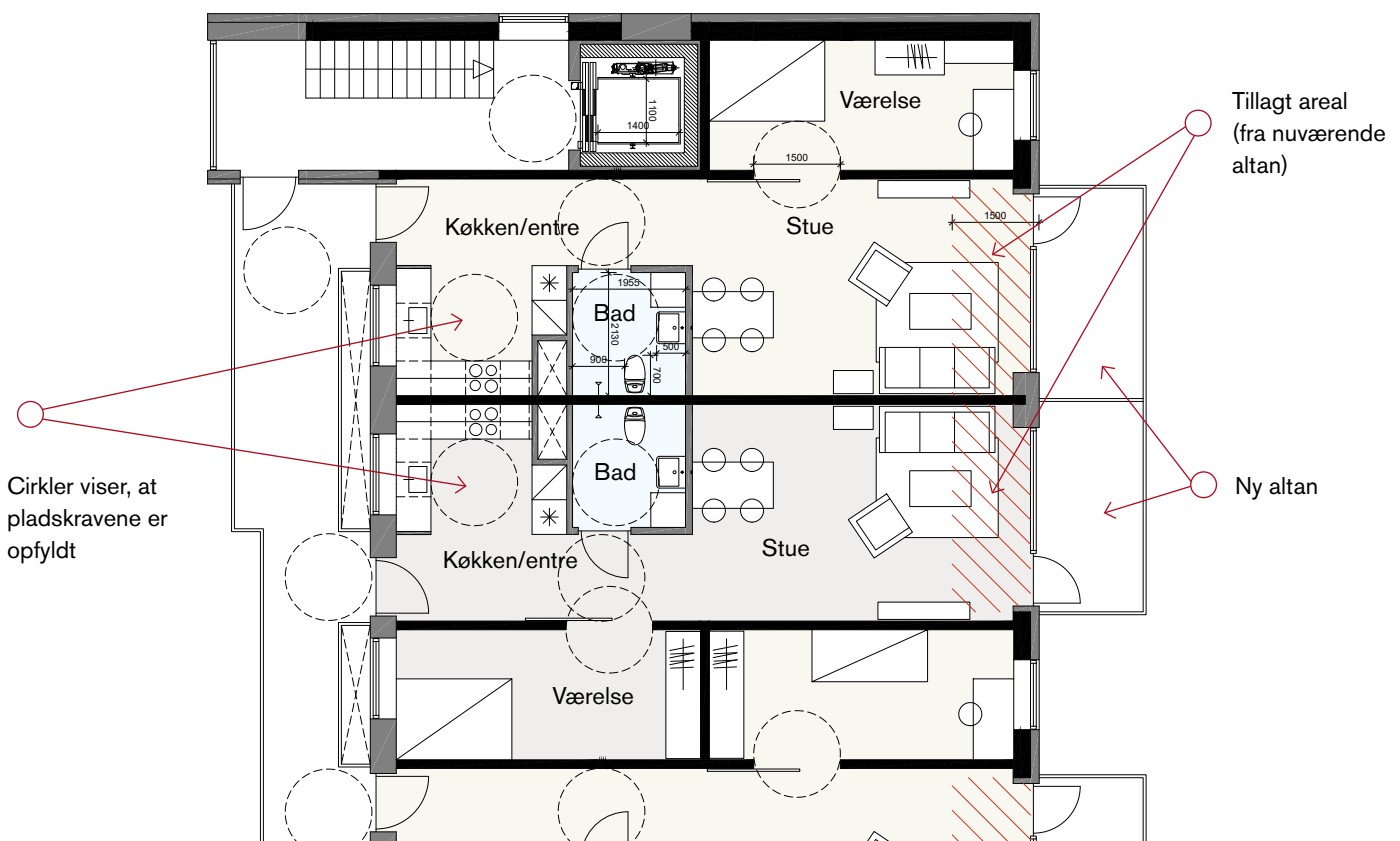 1100
1400
Værelse
Tillagt areal
(fra nuværende
altan)
1500
Køkken/entre
Stue
1500
1955
Bad
2130
900
500
700
Bad
Ny altan
Cirkler viser, at
pladskravene er
opfyldt
Køkken/entre
Stue
Værelse